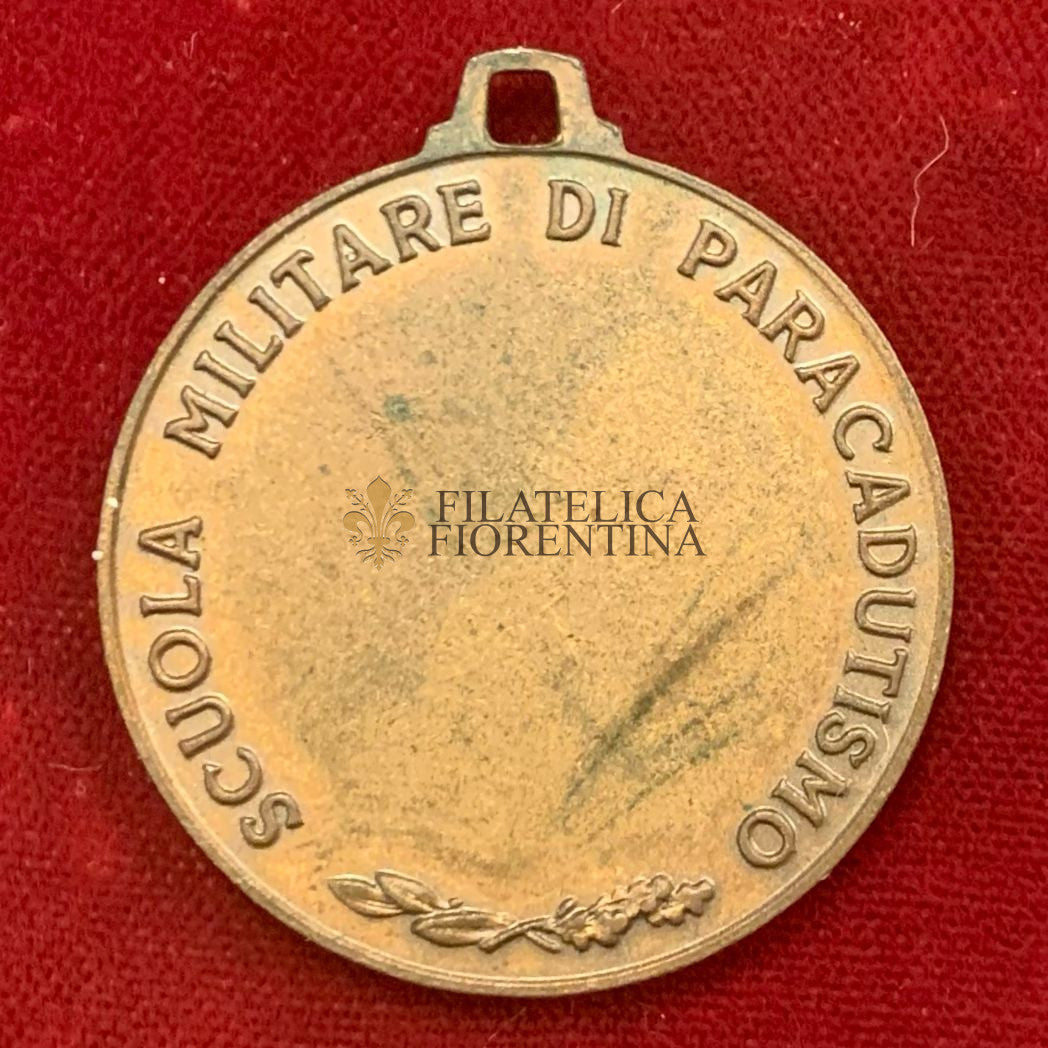 SCUOLA MILITARE DI PARACADUTISMO
FILATELICA
FIORENTINA